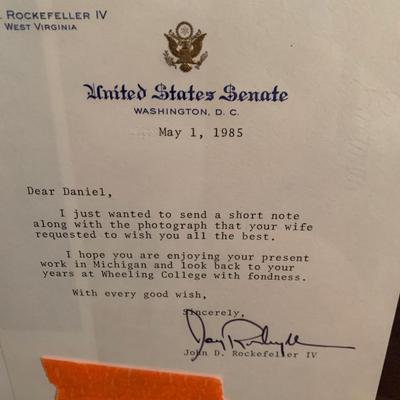 . ROCKEFELLER IV
WEST VIRGINIA
United States Senate
WASHINGTON, D. C.
May 1, 1985
Dear Daniel,
I just wanted to send a short note
along with the photograph that your wife
requested to wish you all the best.
I hope you are enjoying your present
work in Michigan and look back to your
years at Wheeling College with fondness.
With every good wish,
Sincerely,
Jay Rockefeller
John D. Rockefeller IV